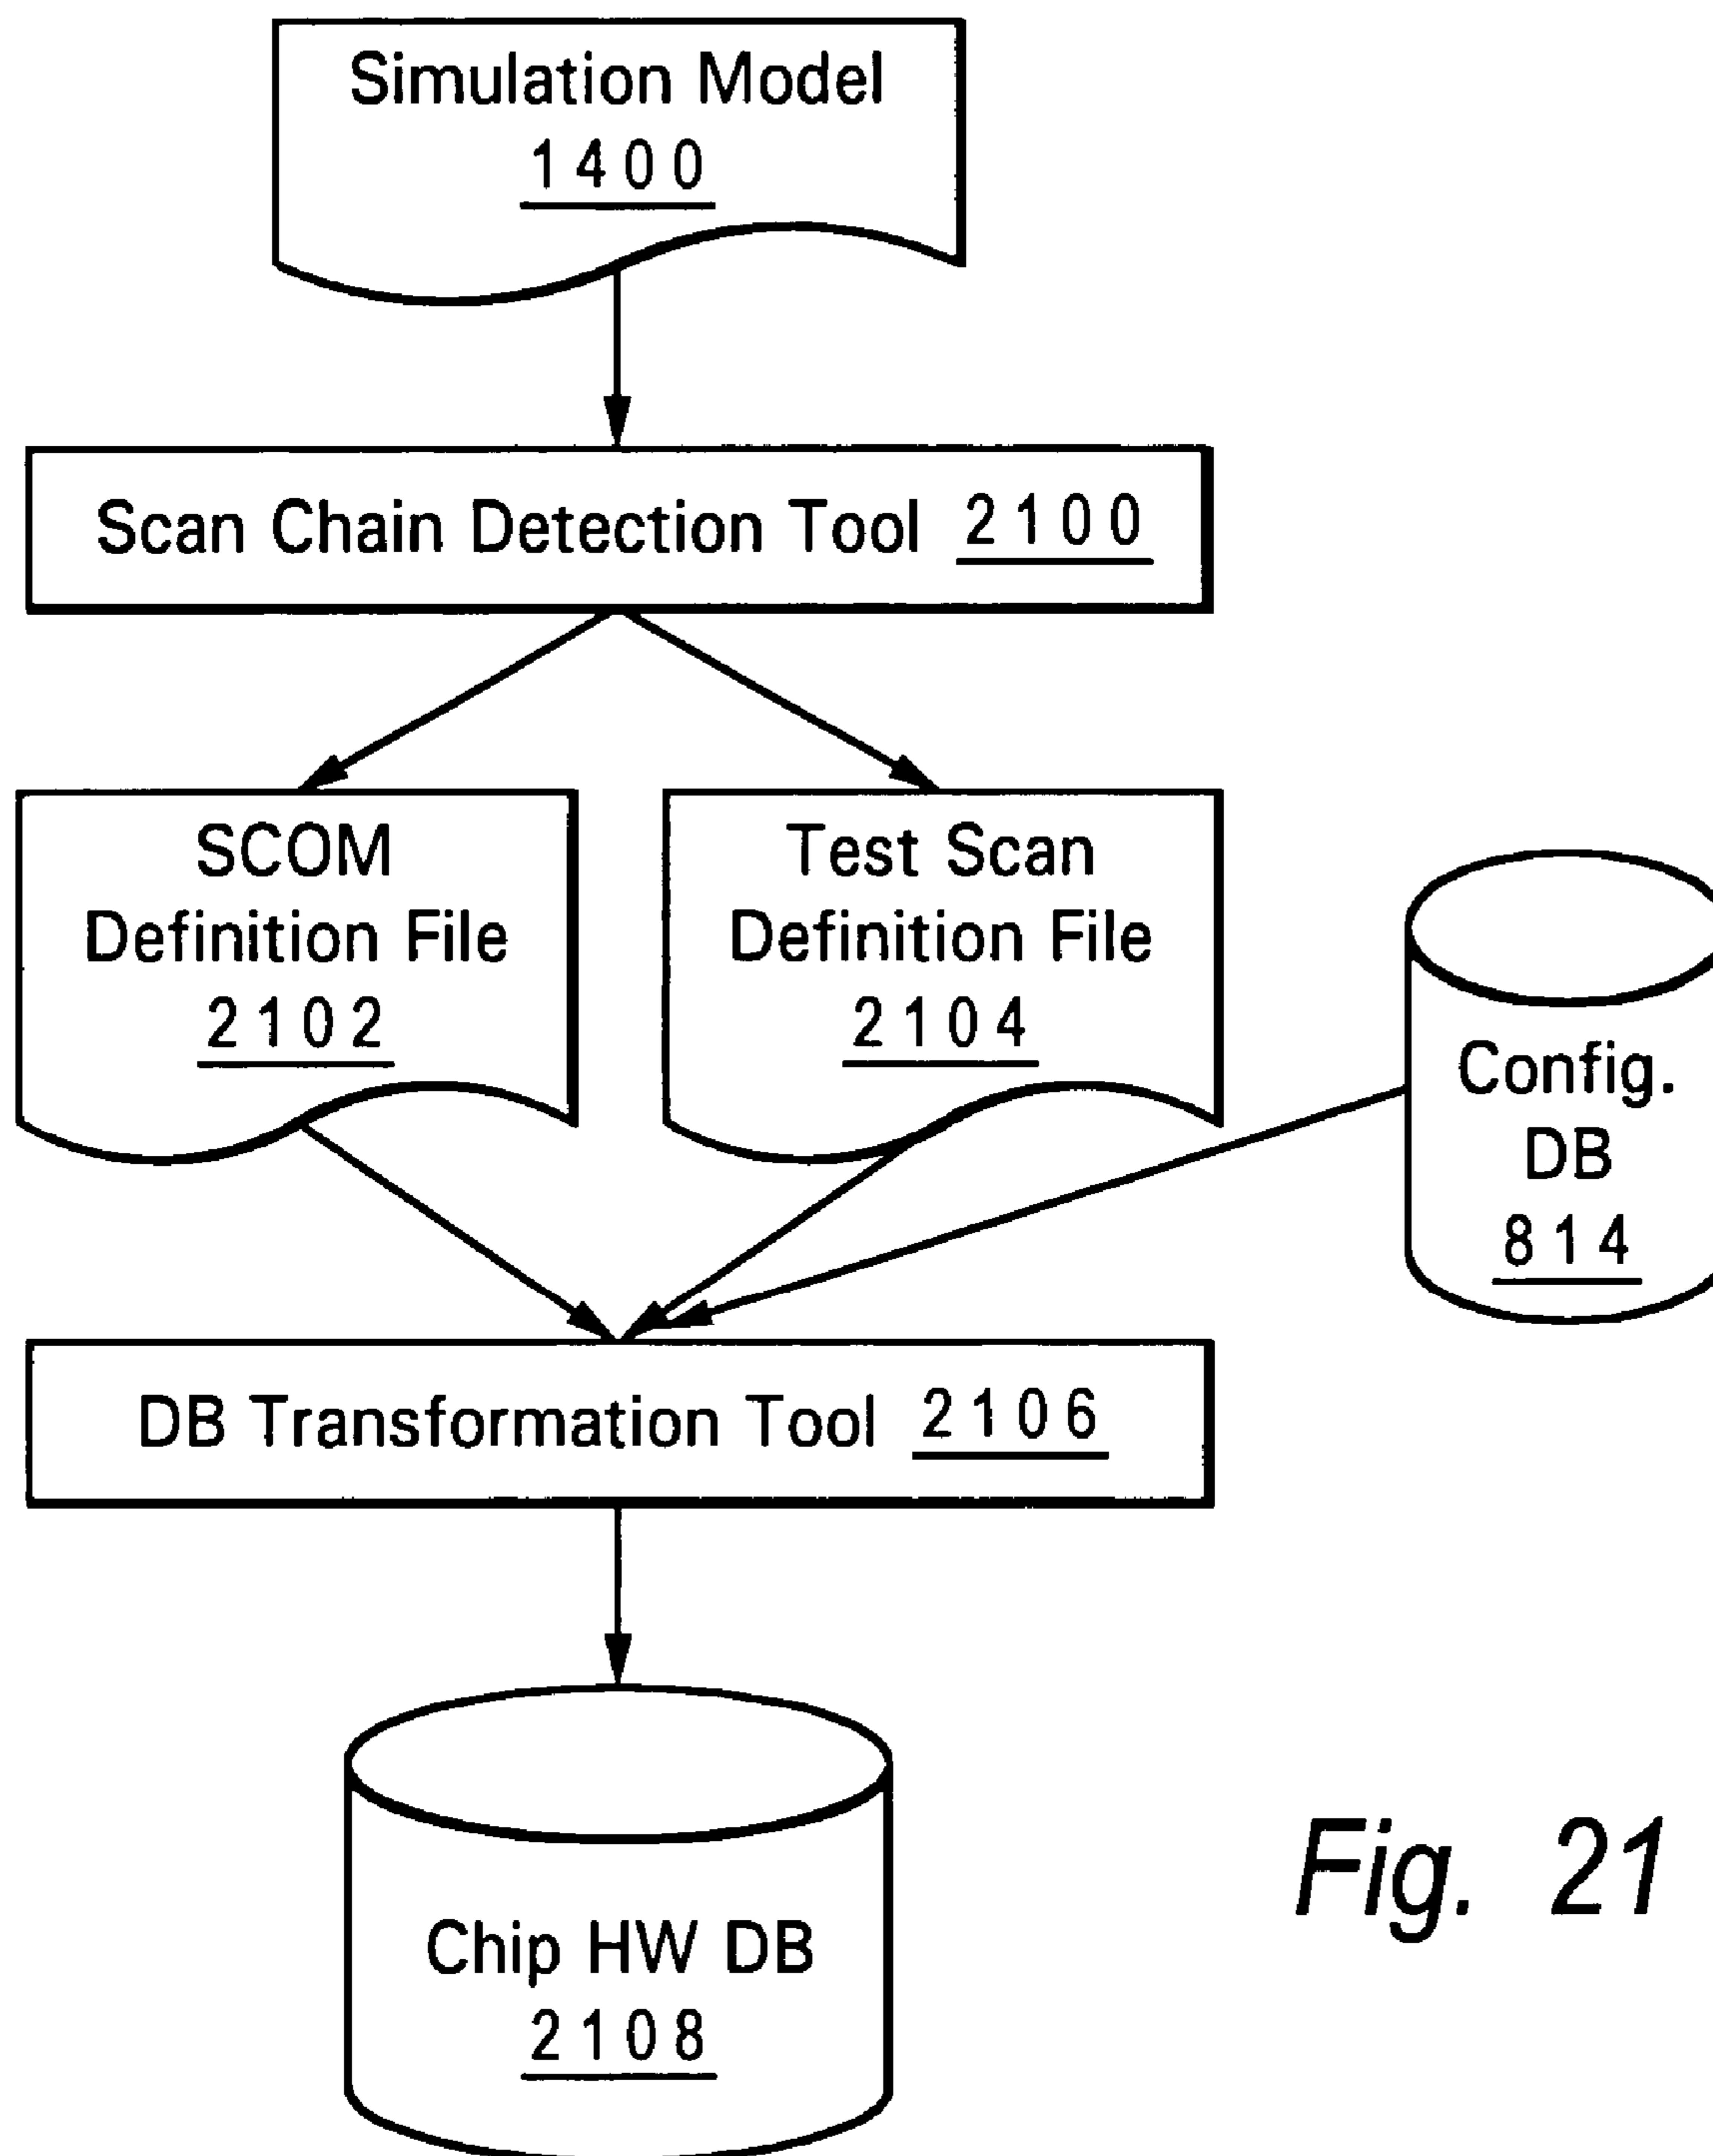 Simulation Model
1400
Scan Chain Detection Tool 2100
SCOM
Definition File
2102
Test Scan
Definition File
2104
Config.
DB
814
DB Transformation Tool 2106
Chip HW DB
2108
Fig. 21